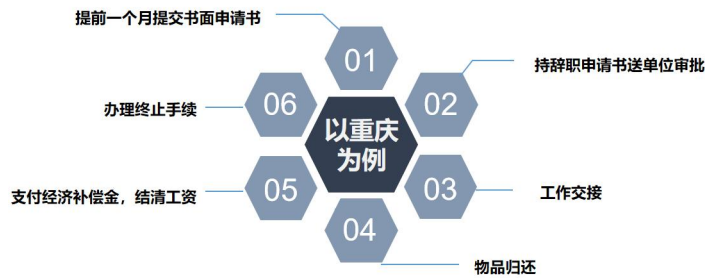 提前一个月提交书面申请书
01
持辞职申请书送单位审批
02
06
办理终止手续
以重庆
为例
03
工作交接
05
支付经济补偿金，结清工资
04
物品归还